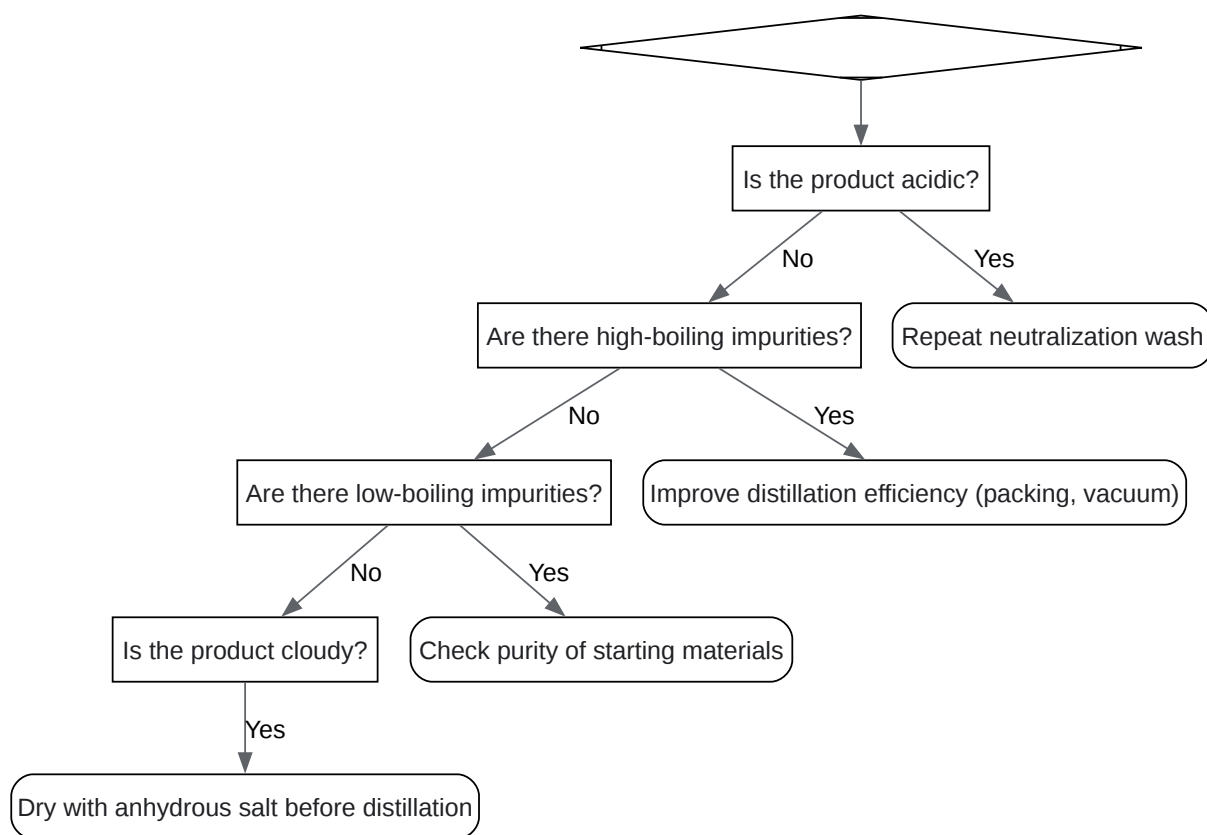 Is the product acidic?
No
Yes
Are there high-boiling impurities?
Repeat neutralization wash
No
Yes
Are there low-boiling impurities?
Improve distillation efficiency (packing, vacuum)
No
Yes
Is the product cloudy?
Check purity of starting materials
Yes
Dry with anhydrous salt before distillation